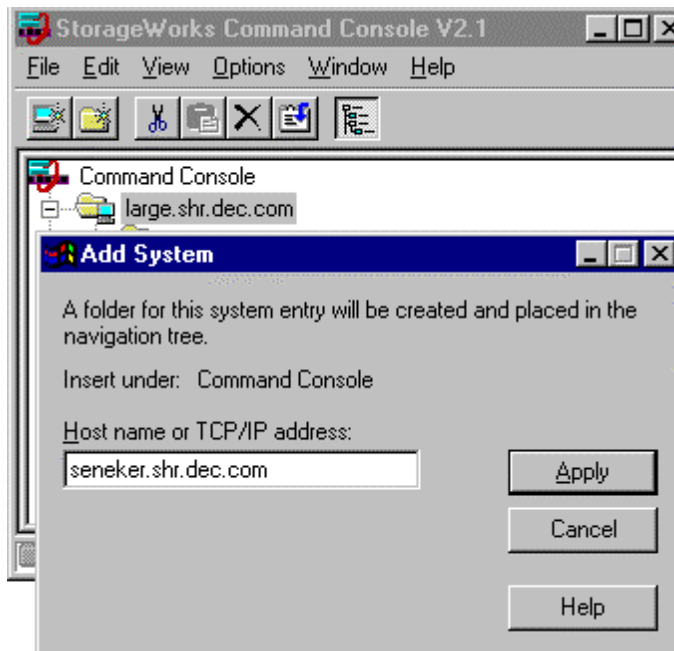 StorageWorks Command Console V2.1
File Edit View Options Window Help
Command Console
large.shr.dec.com
Add System
A folder for this system entry will be created and placed in the
navigation tree.
Insert under: Command Console
Host name or TCP/IP address:
seneker.shr.dec.com
Apply
Cancel
Help